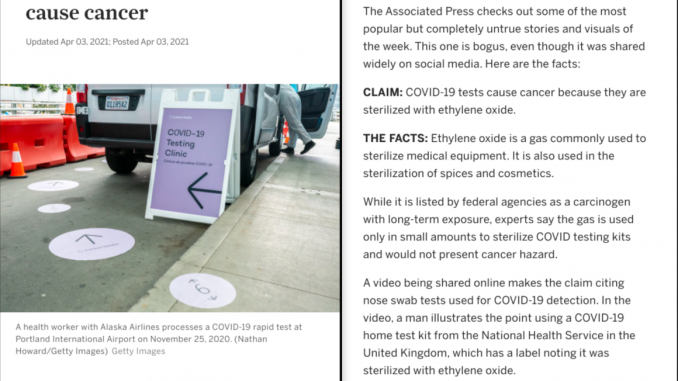 cause cancer
Updated Apr 03, 2021; Posted Apr 03, 2021
COVID-19
Testing
Clinic
A health worker with Alaska Airlines processes a COVID-19 rapid test at
Portland International Airport on November 25, 2020. (Nathan
Howard/Getty Images) Getty Images
The Associated Press checks out some of the most
popular but completely untrue stories and visuals of
the week. This one is bogus, even though it was shared
widely on social media. Here are the facts:
CLAIM: COVID-19 tests cause cancer because they are
sterilized with ethylene oxide.
THE FACTS: Ethylene oxide is a gas commonly used to
sterilize medical equipment. It is also used in the
sterilization of spices and cosmetics.
While it is listed by federal agencies as a carcinogen
with long-term exposure, experts say the gas is used
only in small amounts to sterilize COVID testing kits
and would not present cancer hazard.
A video being shared online makes the claim citing
nose swab tests used for COVID-19 detection. In the
video, a man illustrates the point using a COVID-19
home test kit from the National Health Service in the
United Kingdom, which has a label noting it was
sterilized with ethylene oxide.